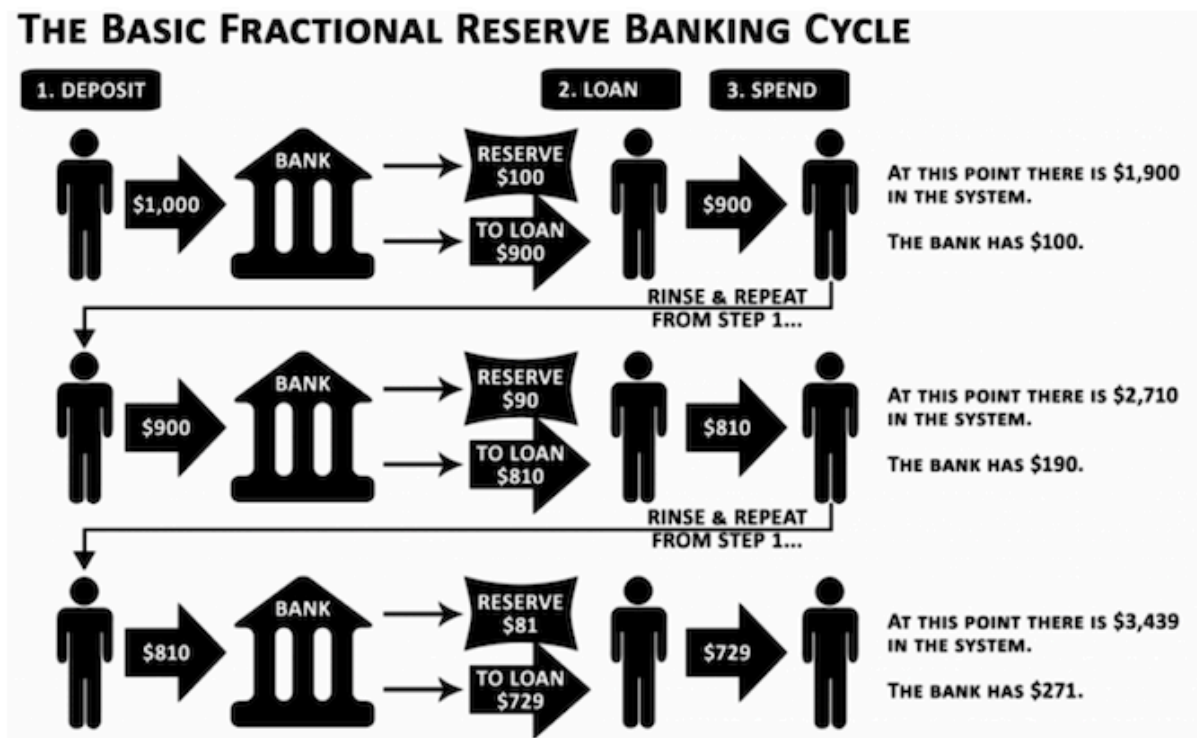 THE BASIC FRACTIONAL RESERVE BANKING CYCLE
1. DEPOSIT
2. LOAN
3. SPEND
$1,000
BANK
RESERVE
$100
TO LOAN
$900
$900
AT THIS POINT THERE IS $1,900
IN THE SYSTEM.
THE BANK HAS $100.
RINSE & REPEAT
FROM STEP 1...
$900
BANK
RESERVE
$90
TO LOAN
$810
$810
AT THIS POINT THERE IS $2,710
IN THE SYSTEM.
THE BANK HAS $190.
RINSE & REPEAT
FROM STEP 1...
$810
BANK
RESERVE
$81
TO LOAN
$729
$729
AT THIS POINT THERE IS $3,439
IN THE SYSTEM.
THE BANK HAS $271.